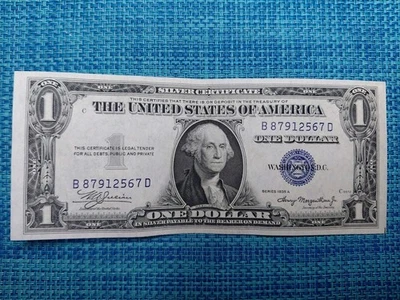 ONE SILVER CERTIFICATE ONE
THIS CERTIFIES THAT THERE IS ON DEPOSIT IN THE TREASURY OF
THE UNITED STATES OF AMERICA
B 87912567 D
ONE DOLLAR
THIS CERTIFICATE IS LEGAL TENDER
FOR ALL DEBTS, PUBLIC AND PRIVATE
WASHINGTON, D.C.
B 87912567 D
SERIES 1935 A
1
1
1
1
ONE DOLLAR
IN SILVER PAYABLE TO THE BEARER ON DEMAND